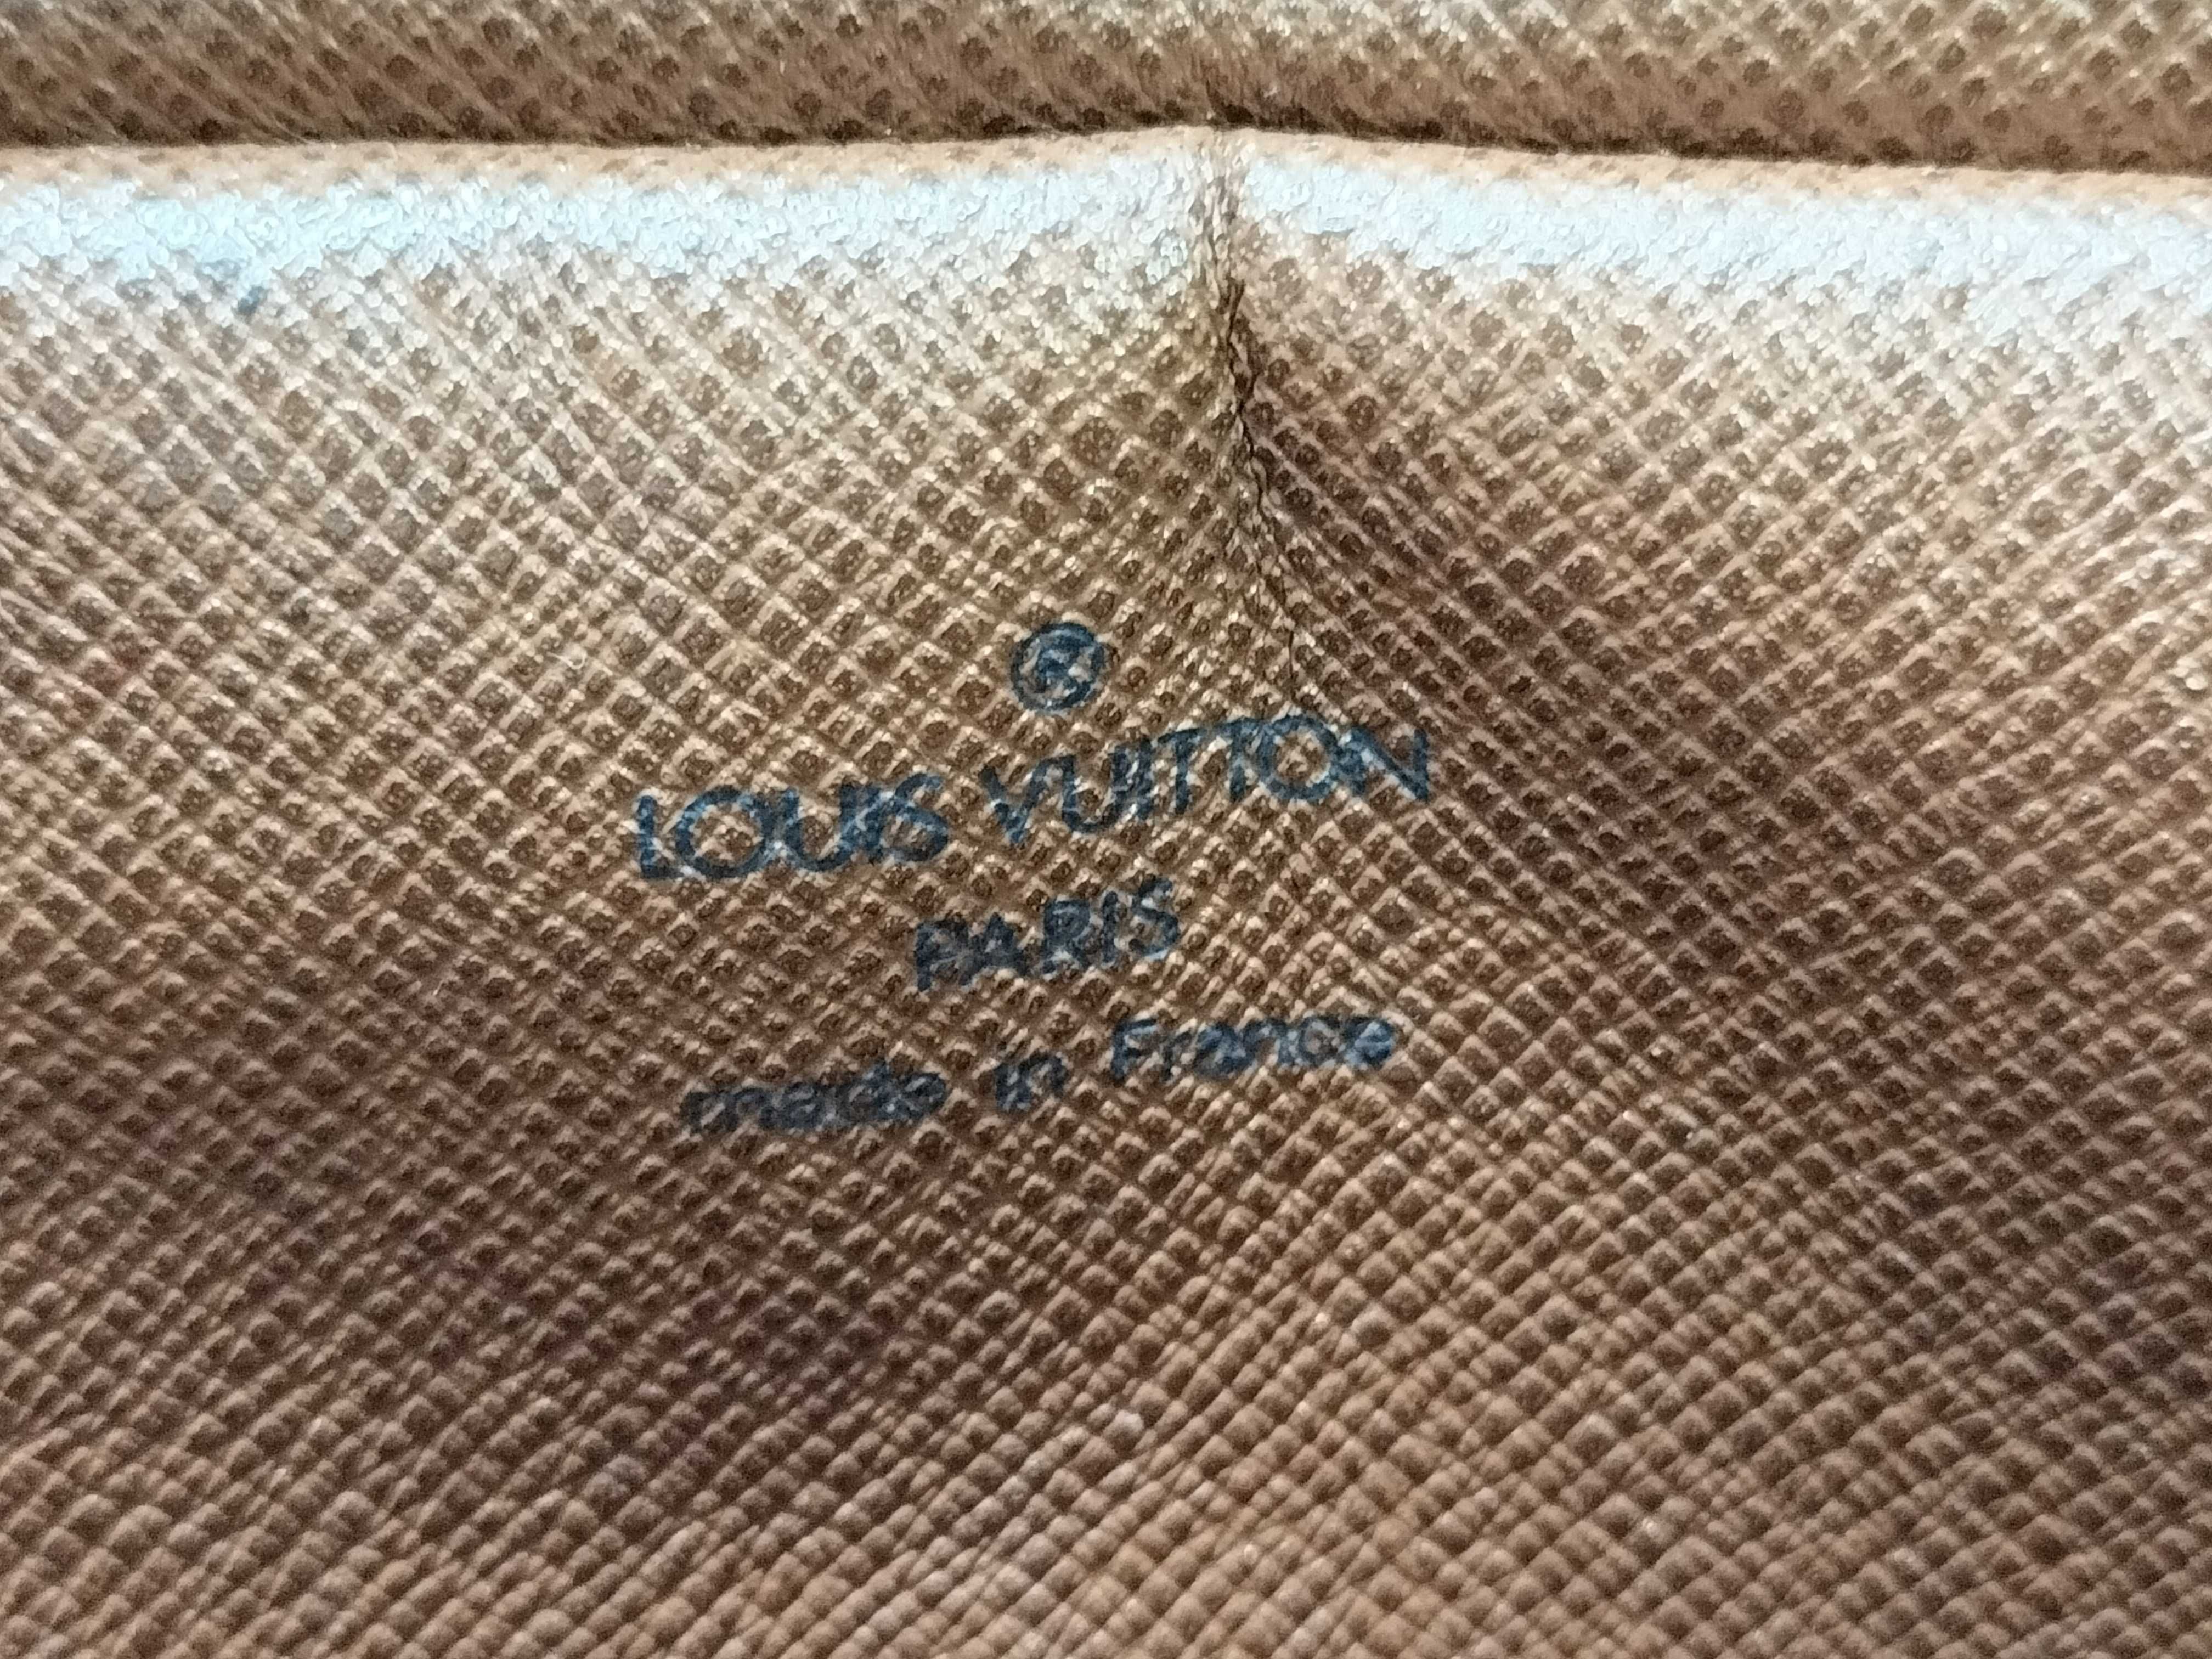 ®
LOUIS VUITTON
PARIS
made in France